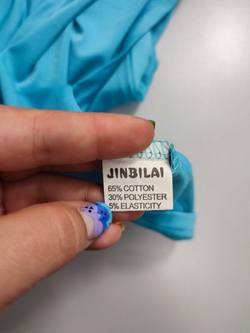 JINBILAI
65% COTTON
30% POLYESTER
5% ELASTICITY